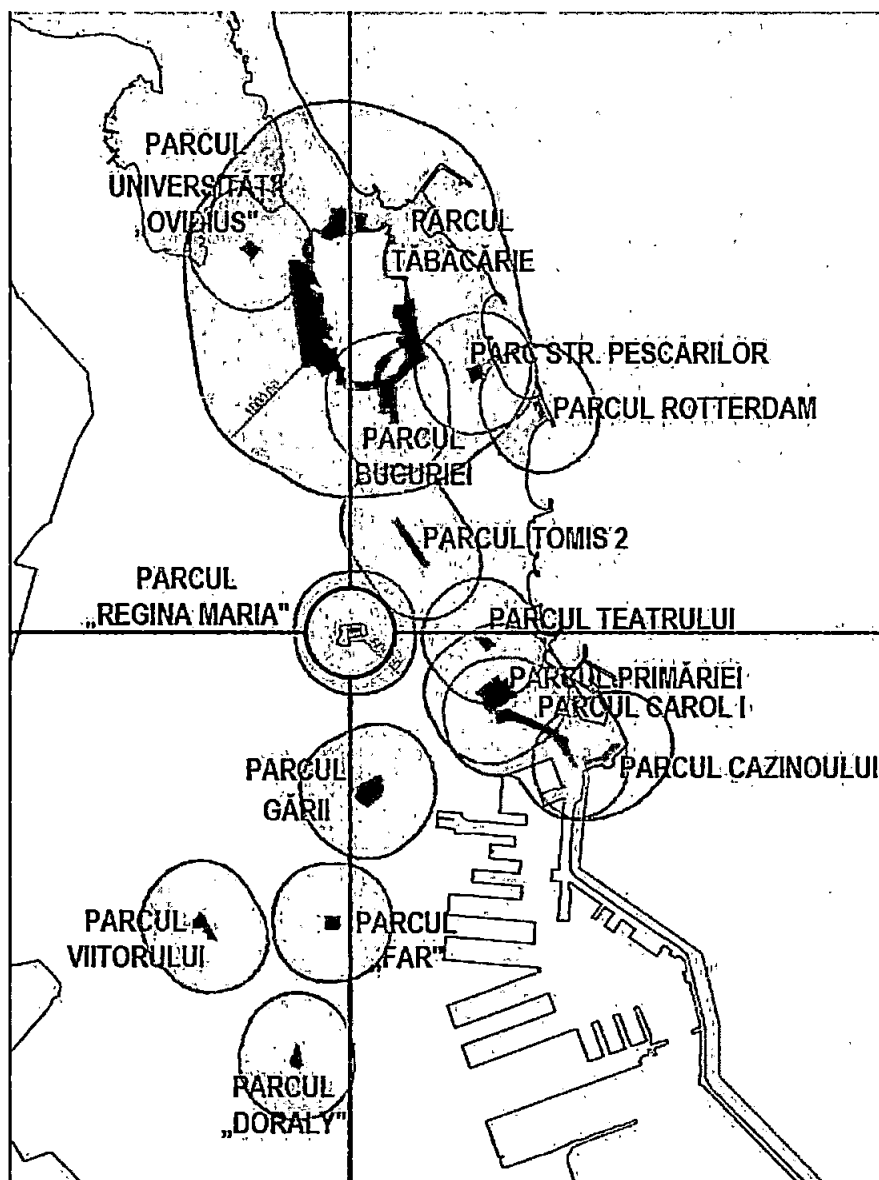 PARCUL
UNIVERSITĂȚII
„OVIDIUS"
PARCUL
TĂBĂCĂRIE
PARC STR. PESCARILOR
PARCUL ROTTERDAM
PARCUL
BUCURIEI
PARCUL TOMIS 2
PARCUL
„REGINA MARIA"
PARCUL TEATRULUI
PARCUL PRIMĂRIEI
PARCUL CAROL I
PARCUL CAZINOULUI
PARCUL
GĂRII
PARCUL
VIITORULUI
PARCUL
„FAR"
PARCUL
„DORALY"